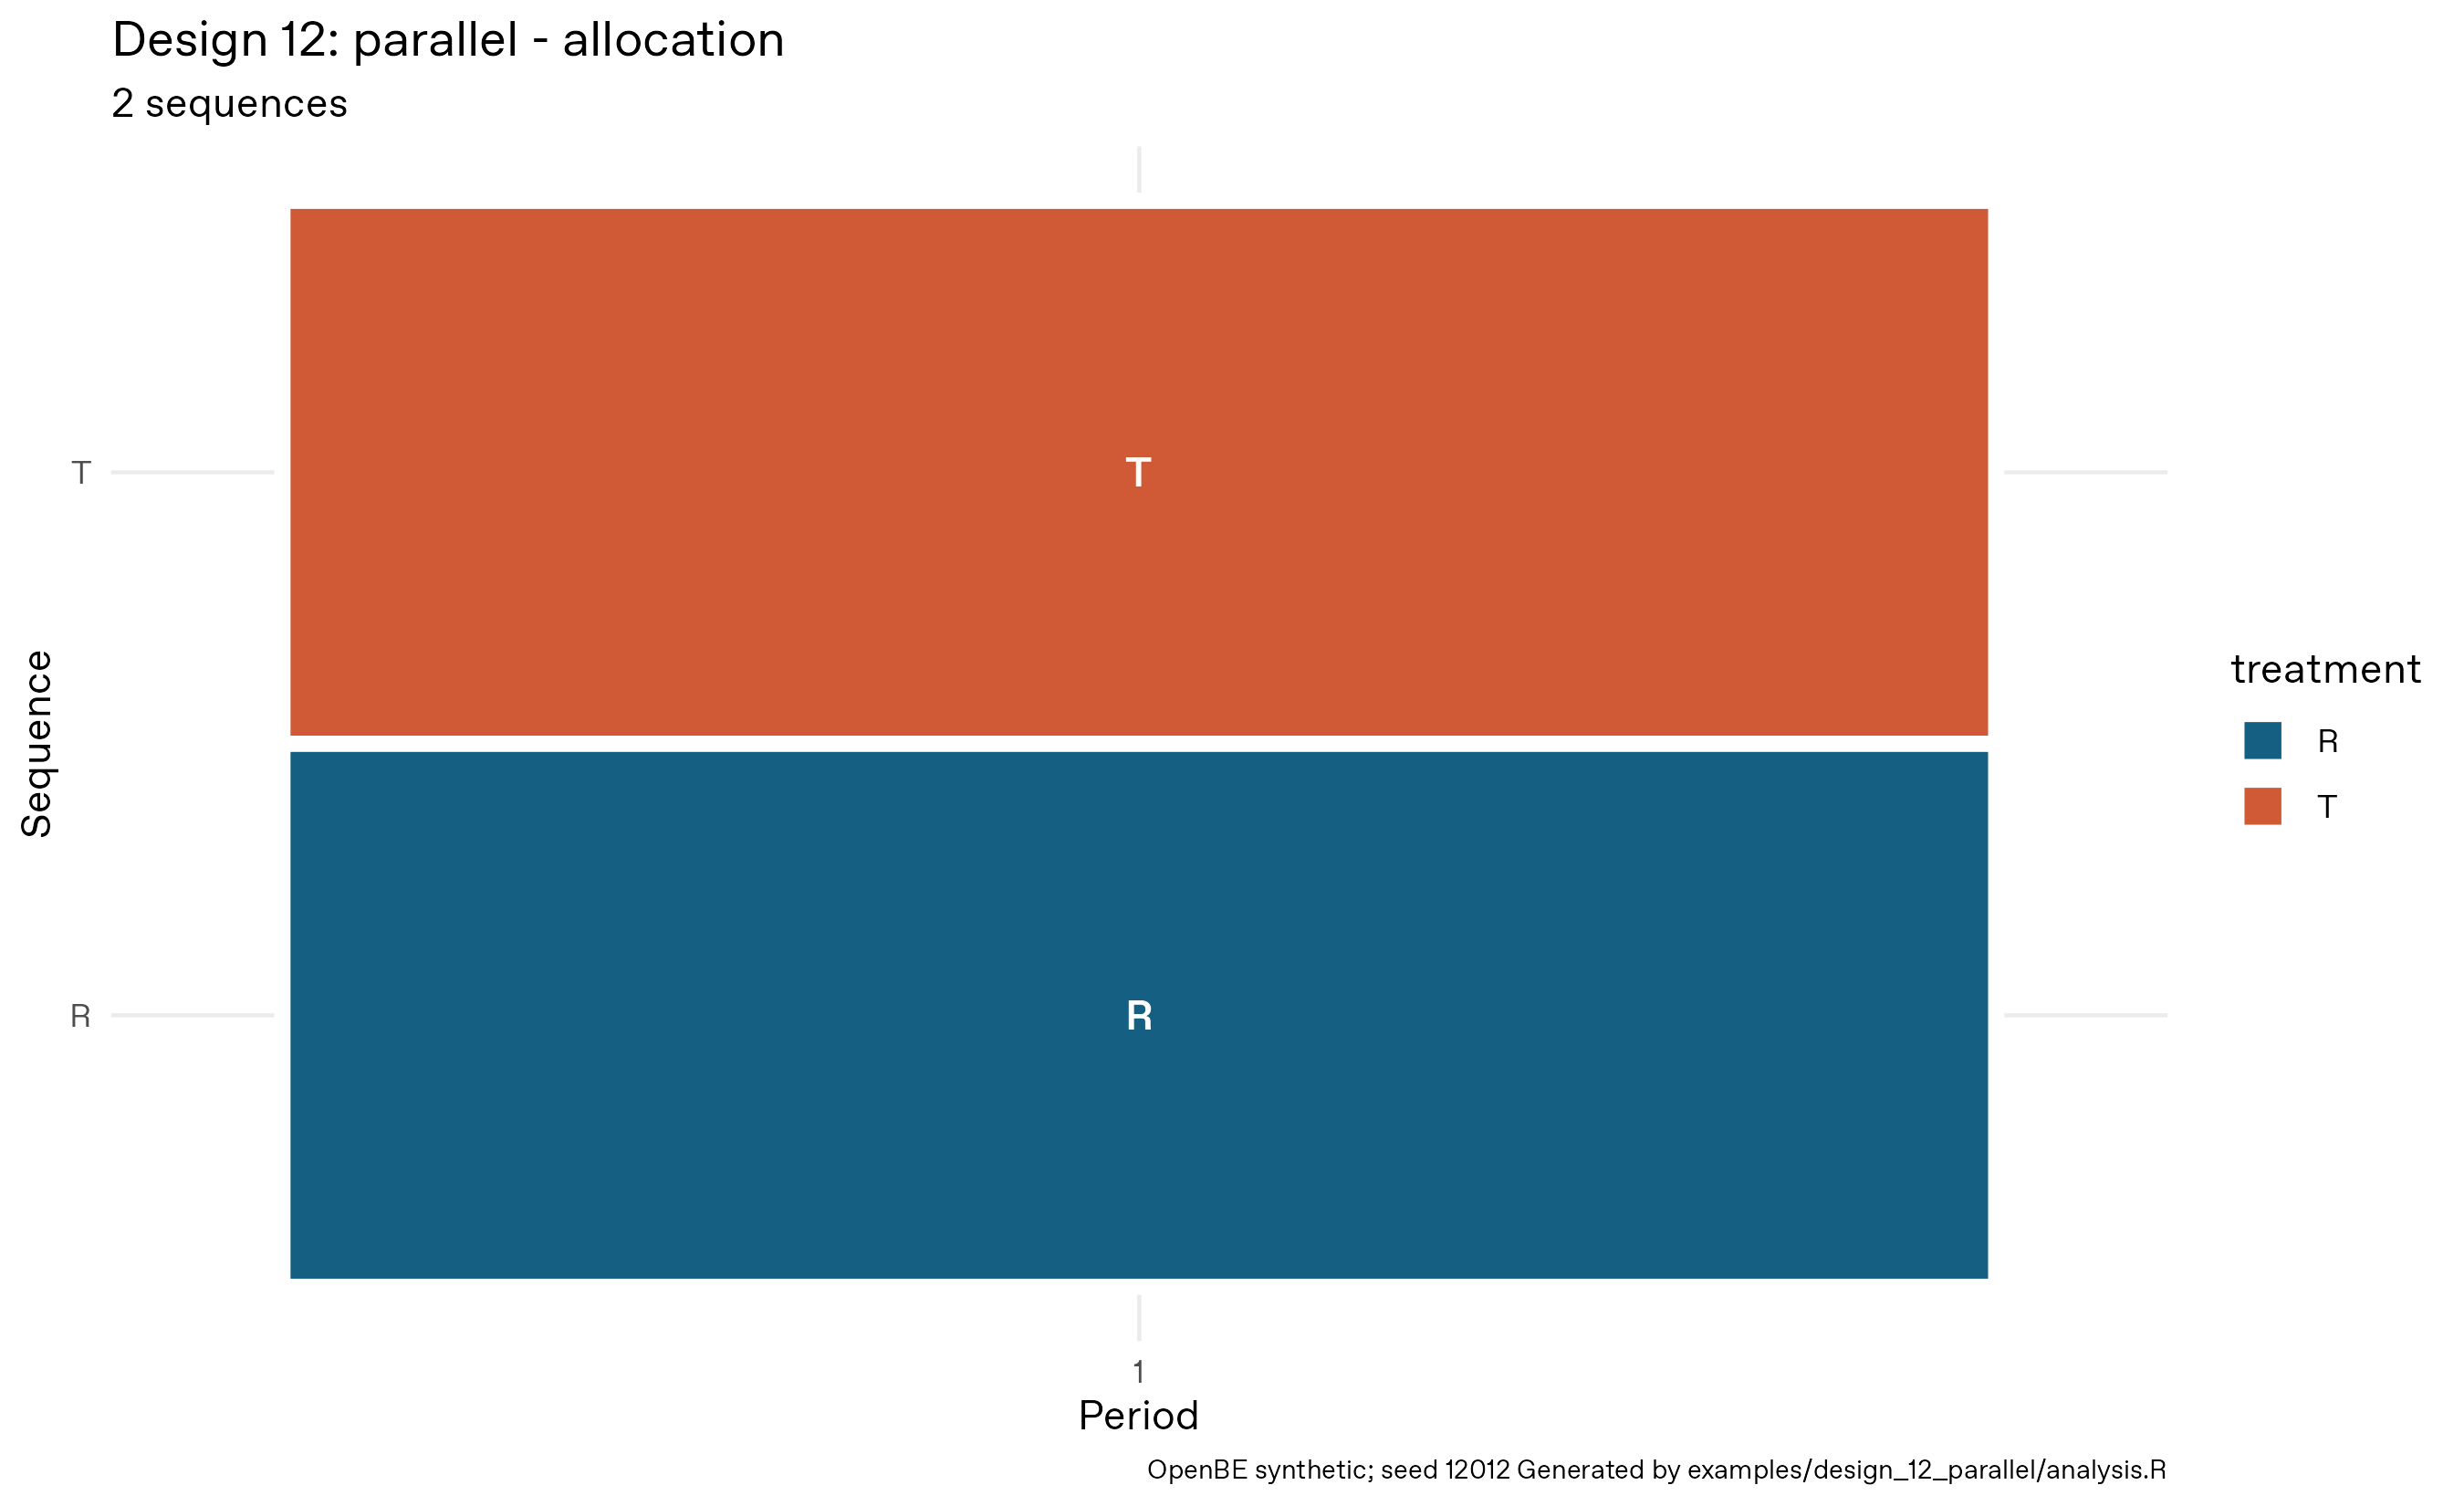 Design 12: parallel - allocation
2 sequences
T
T
Sequence
treatment
R
T
R
R
1
Period
OpenBE synthetic; seed 12012 Generated by examples/design_12_parallel/analysis.R